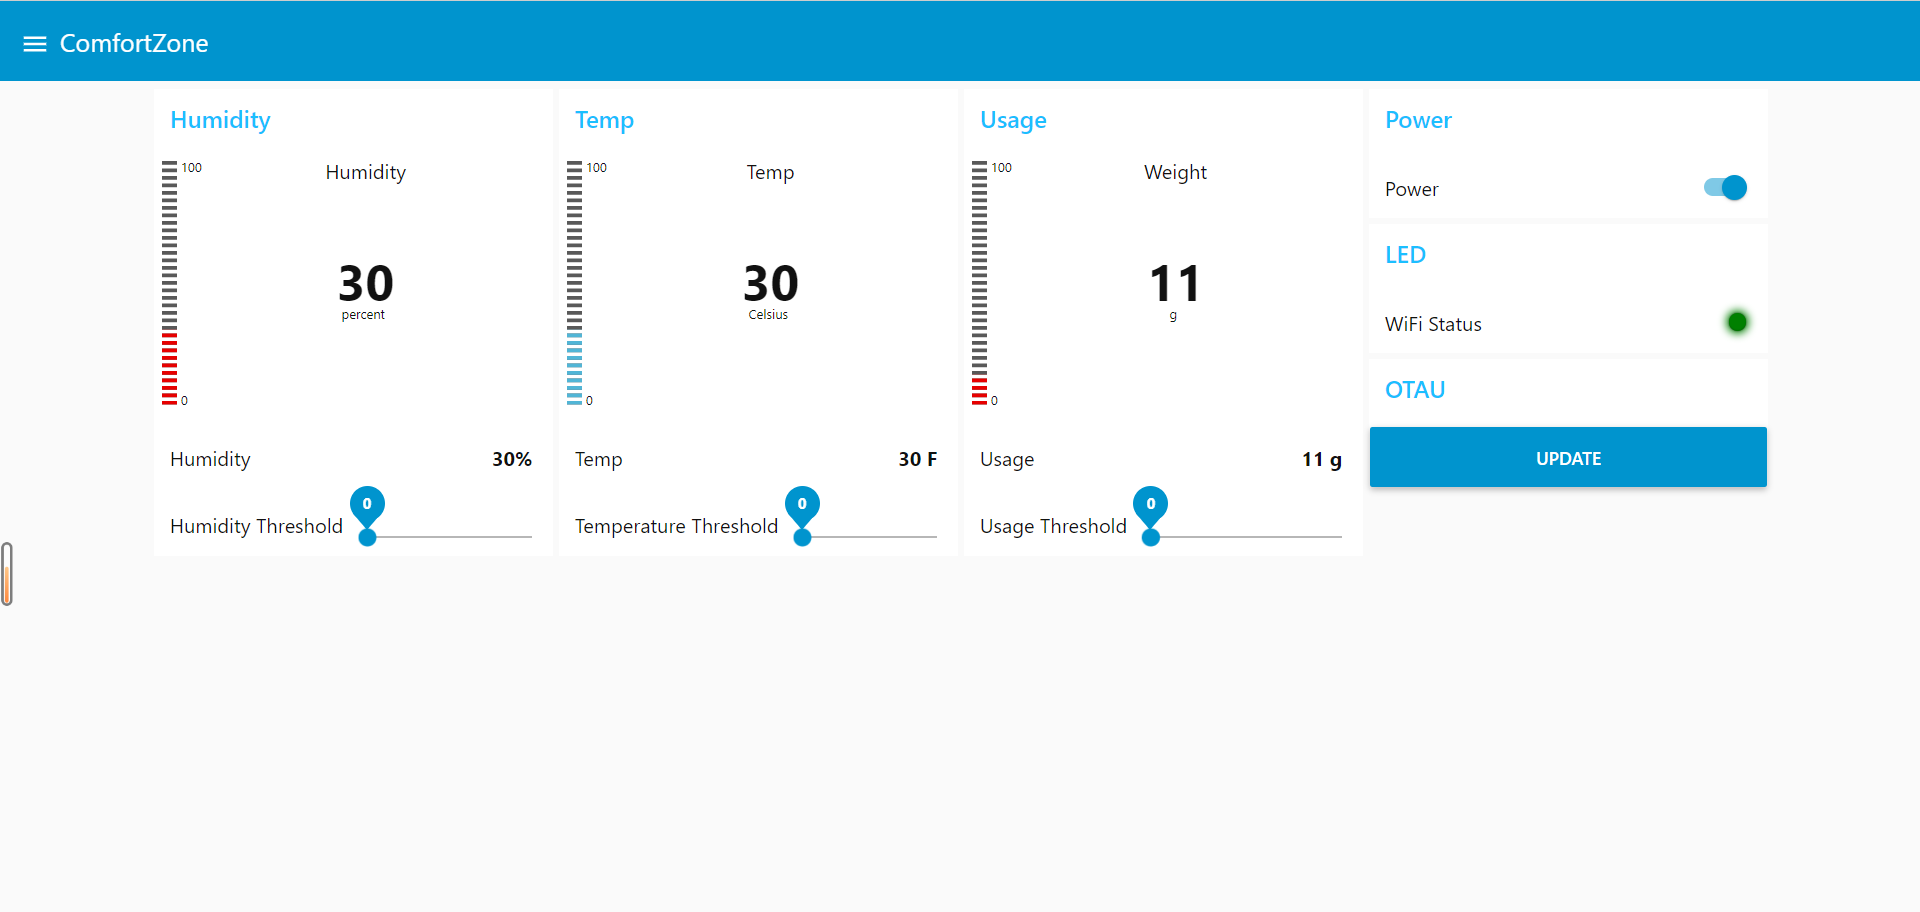 ComfortZone
Humidity
100
Humidity
30
percent
0
Humidity 30%
0
Humidity Threshold
Temp
100
Temp
30
Celsius
0
Temp 30 F
0
Temperature Threshold
Usage
100
Weight
11
g
0
Usage 11 g
0
Usage Threshold
Power
Power
LED
WiFi Status
OTAU
UPDATE